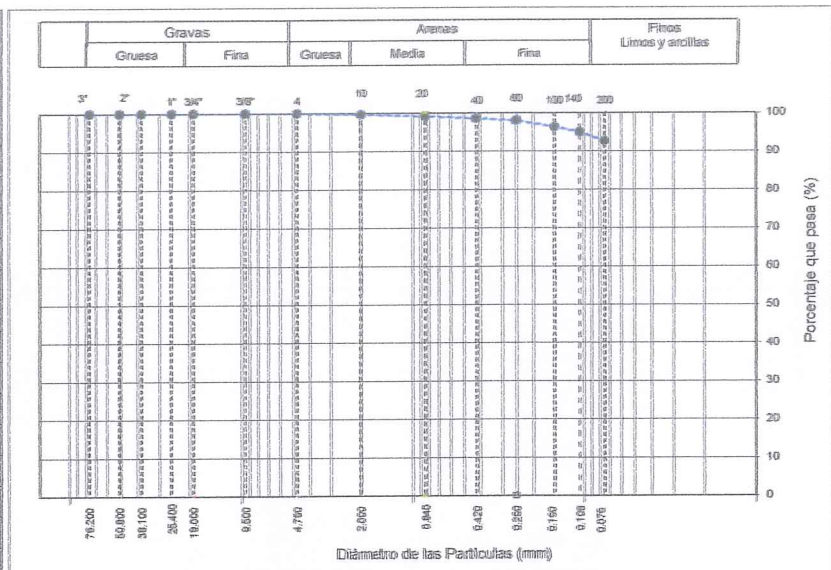 Gravas Arenas Finos
Limos y arcillas
Gruesa Fina Gruesa Media Fina
3" 2" 1" 3/4" 3/8" 4 10 20 40 60 100 140 200
100
90
80
70
60
50
40
30
20
10
0
Porcentaje que pasa (%)
76.200 50.800 38.100 25.400 19.000 9.500 4.760 2.000 0.840 0.420 0.250 0.150 0.106 0.075
Diámetro de las Partículas (mm)